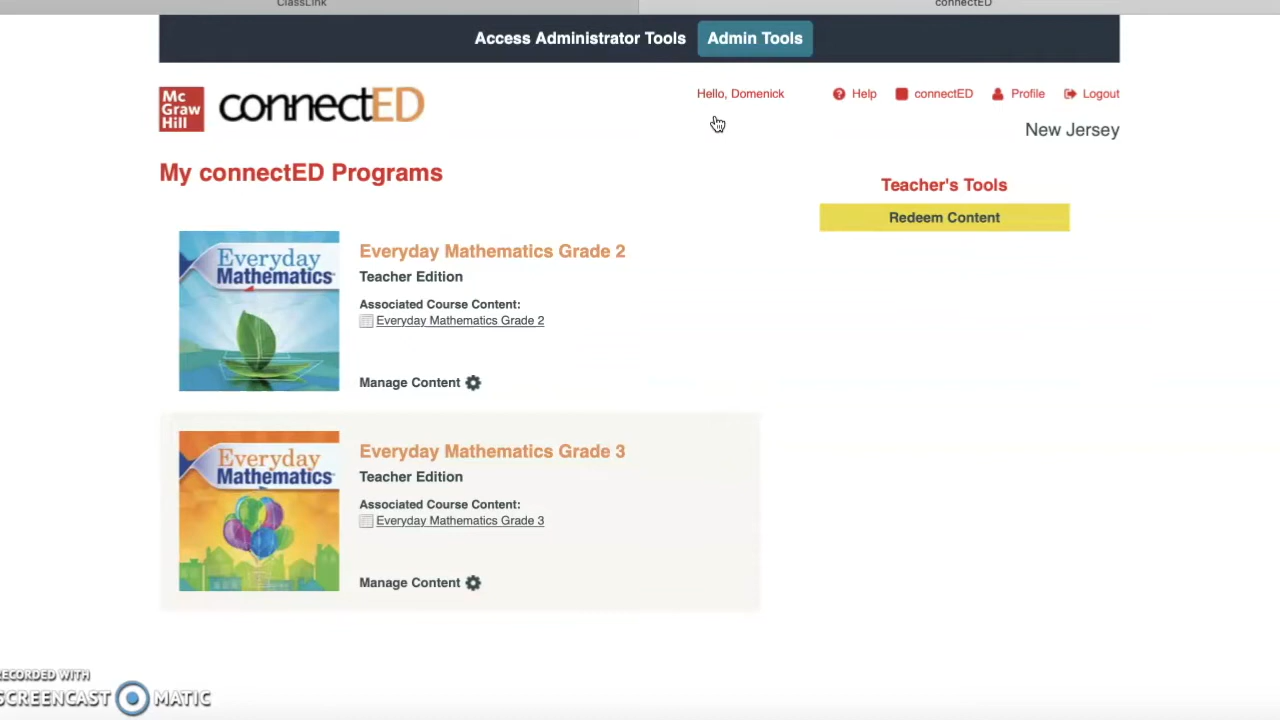 ClassLink
connectED
Access Administrator Tools
Admin Tools
Mc
Graw
Hill
connectED
Hello, Domenick
Help
connectED
Profile
Logout
New Jersey
My connectED Programs
Teacher's Tools
Redeem Content
Everyday
Mathematics
Everyday Mathematics Grade 2
Teacher Edition
Associated Course Content:
Everyday Mathematics Grade 2
Manage Content
Everyday
Mathematics
Everyday Mathematics Grade 3
Teacher Edition
Associated Course Content:
Everyday Mathematics Grade 3
Manage Content
RECORDED WITH
SCREENCAST MATIC